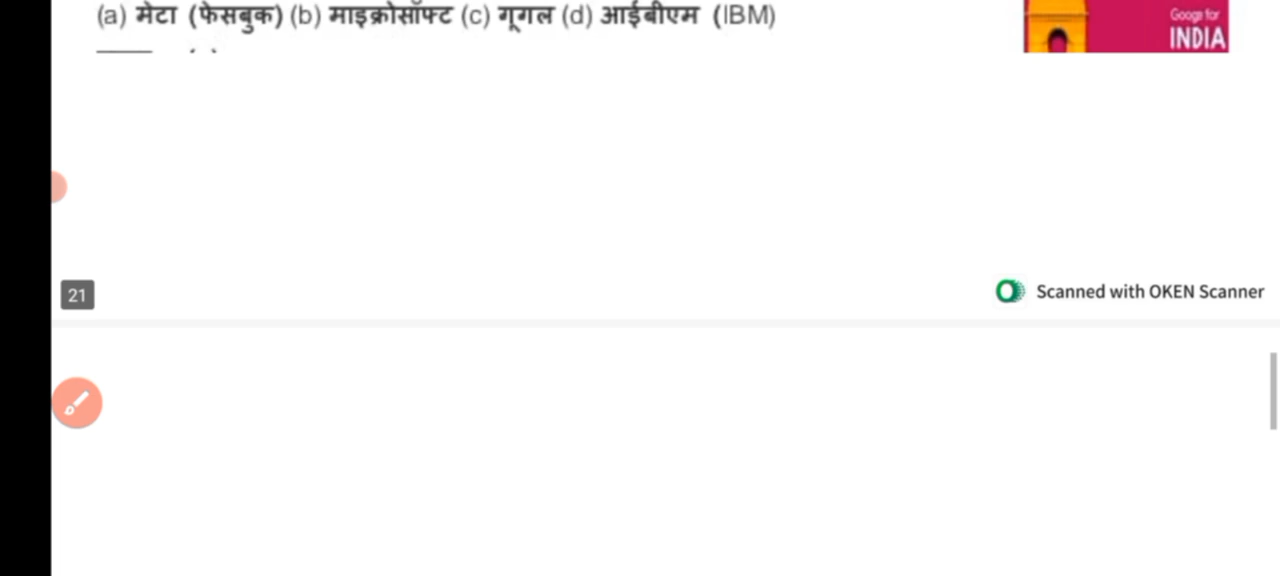 (a) मेटा (फेसबुक) (b) माइक्रोसॉफ्ट (c) गूगल (d) आईबीएम (IBM)
Google for
INDIA
21
Scanned with OKEN Scanner